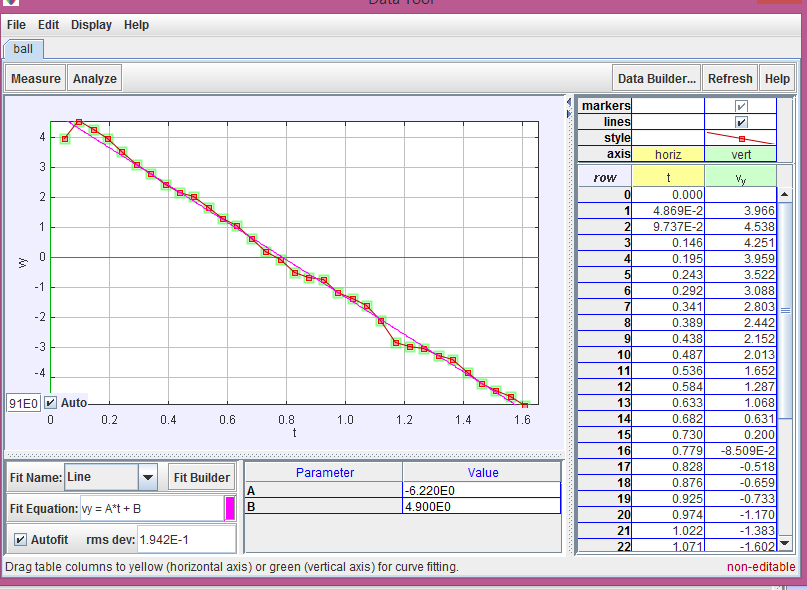 Data Tool
File Edit Display Help
ball
Measure Analyze Data Builder... Refresh Help
markers
lines
style
axis horiz vert
row t vy
0 0.000
1 4.869E-2 3.966
2 9.737E-2 4.538
3 0.146 4.251
4 0.195 3.959
5 0.243 3.522
6 0.292 3.088
7 0.341 2.803
8 0.389 2.442
9 0.438 2.152
10 0.487 2.013
11 0.536 1.652
12 0.584 1.287
13 0.633 1.068
14 0.682 0.631
15 0.730 0.200
16 0.779 -8.509E-2
17 0.828 -0.518
18 0.876 -0.659
19 0.925 -0.733
20 0.974 -1.170
21 1.022 -1.383
22 1.071 -1.602
4
3
2
1
0
-1
-2
-3
-4
vy
91E0 Auto
0 0.2 0.4 0.6 0.8 1.0 1.2 1.4 1.6
t
Fit Name: Line Fit Builder
Fit Equation: vy = A*t + B
Autofit rms dev: 1.942E-1
Parameter Value
A -6.220E0
B 4.900E0
Drag table columns to yellow (horizontal axis) or green (vertical axis) for curve fitting. non-editable